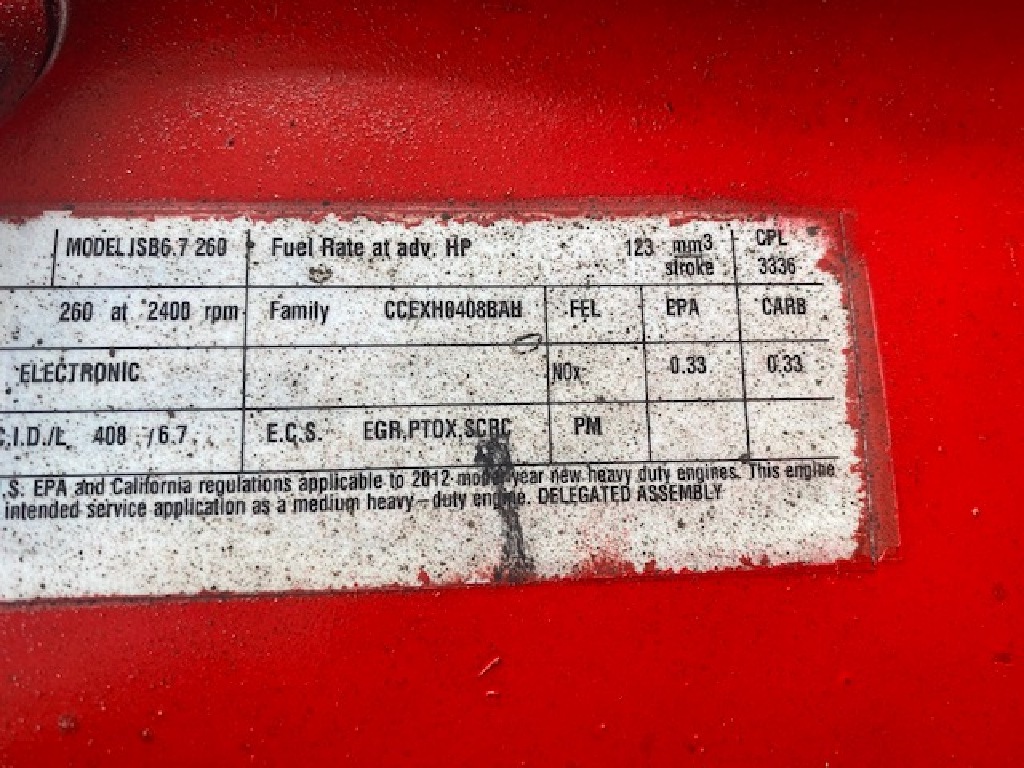 MODEL ISB6.7 260 Fuel Rate at adv. HP 123 mm3 stroke CPL 3336
260 at 2400 rpm Family CCEXH0408BAH FEL EPA CARB
ELECTRONIC NOx 0.33 0.33
C.I.D./L 408 /6.7 E.C.S. EGR,PTOX,SCRC PM
.S. EPA and California regulations applicable to 2012 model year new heavy duty engines. This engine
intended service application as a medium heavy-duty engine. DELEGATED ASSEMBLY